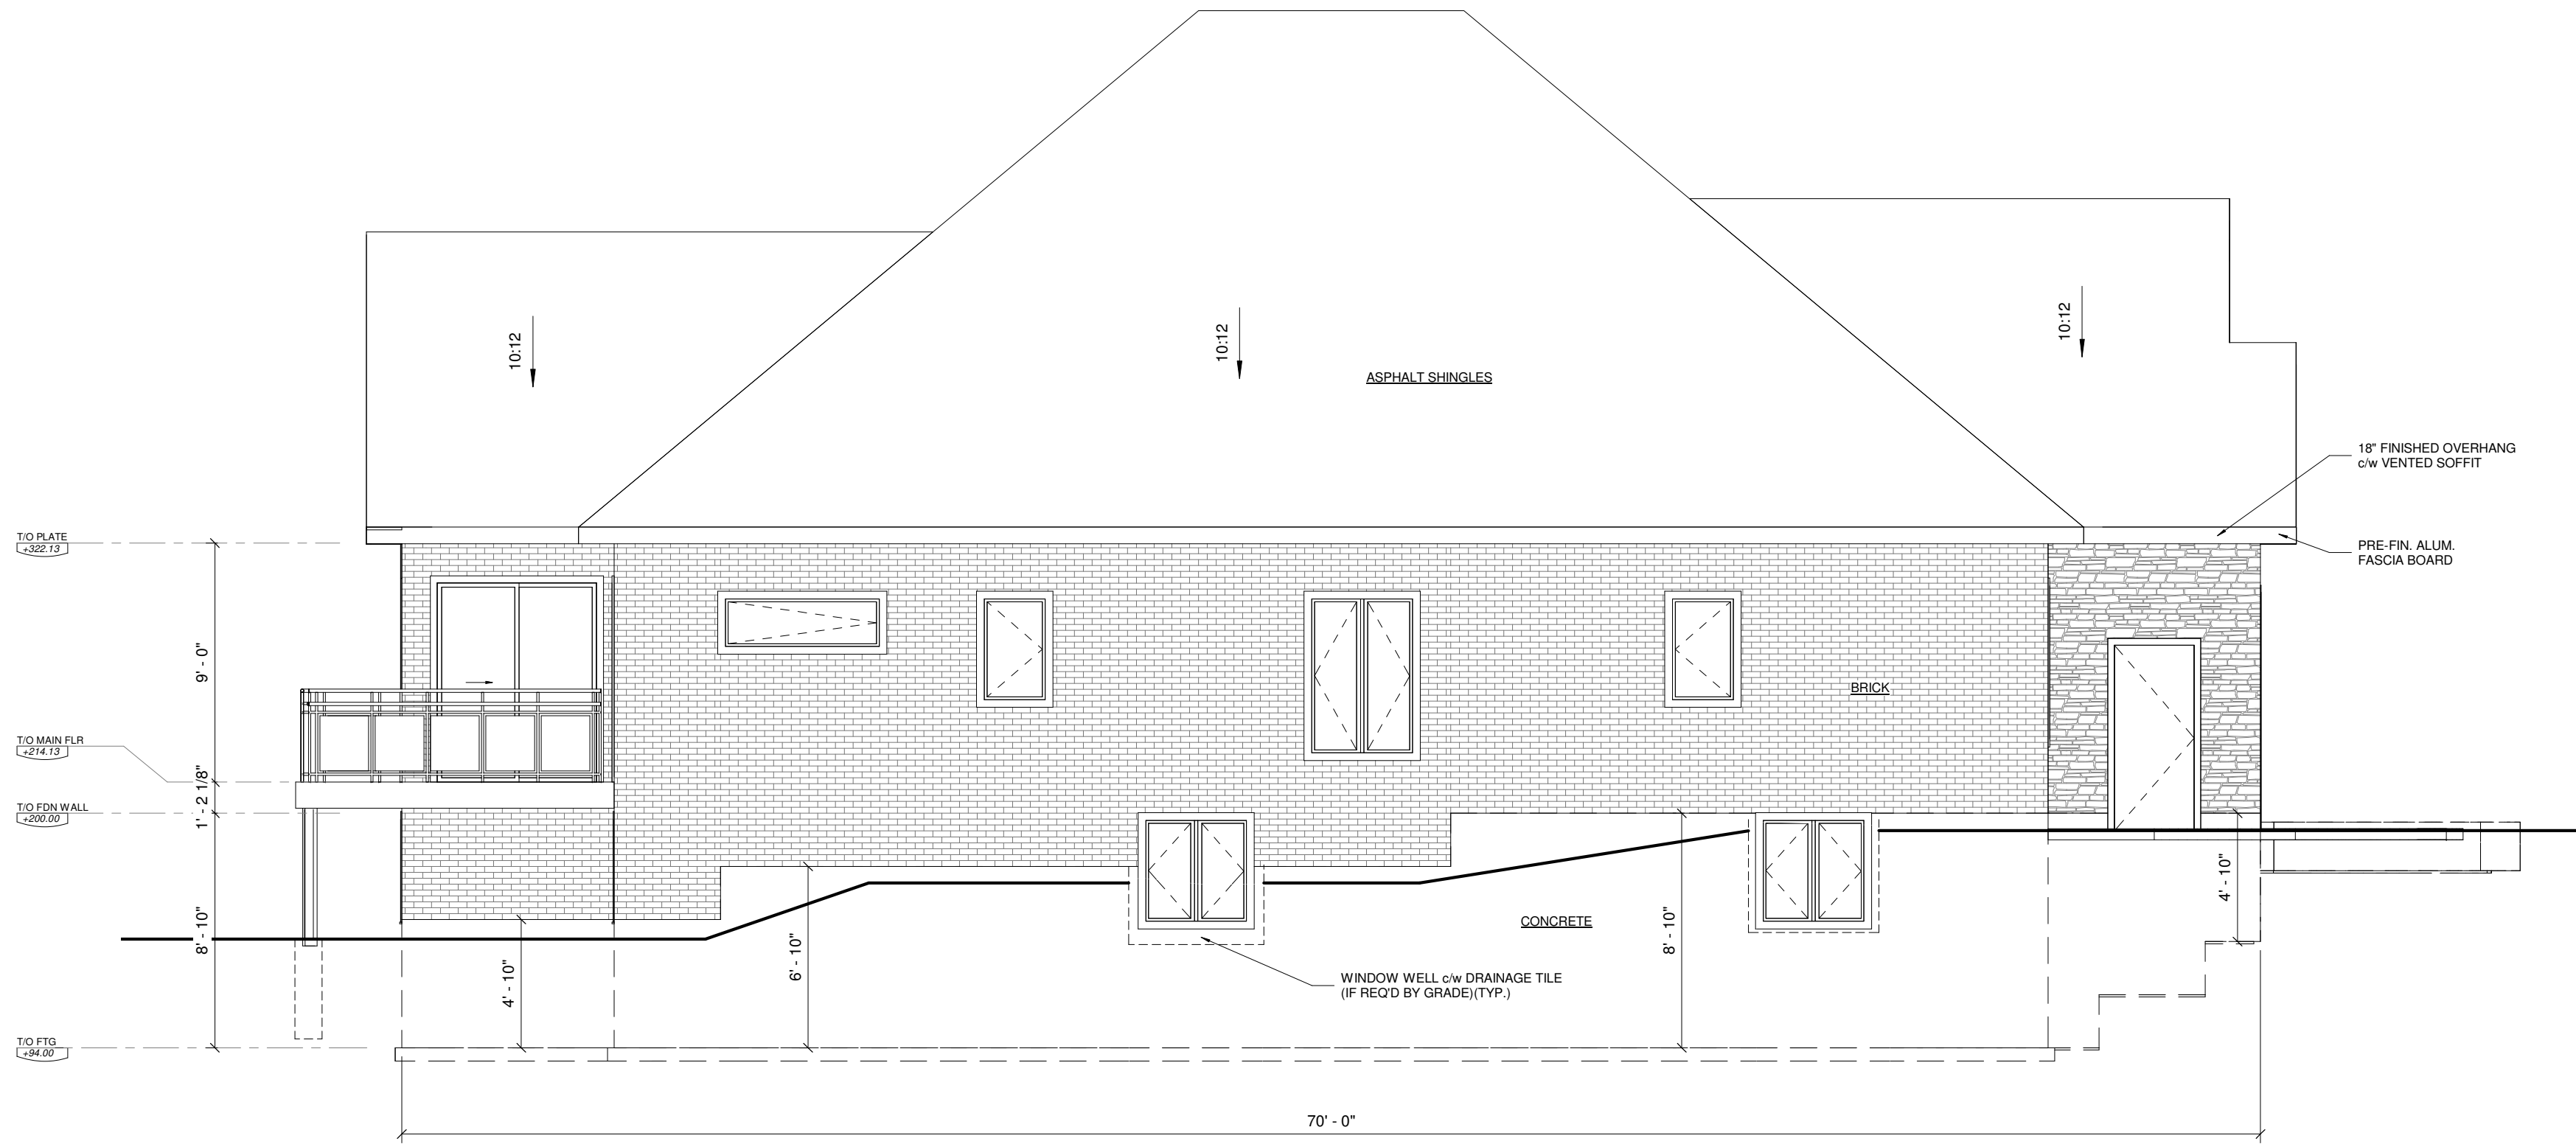 10:12
10:12
10:12
ASPHALT SHINGLES
18" FINISHED OVERHANG
c/w VENTED SOFFIT
PRE-FIN. ALUM.
FASCIA BOARD
T/O PLATE
+322.13
9' - 0"
BRICK
T/O MAIN FLR
+214.13
1' - 2 1/8"
T/O FDN WALL
+200.00
8' - 10"
4' - 10"
6' - 10"
CONCRETE
8' - 10"
4' - 10"
WINDOW WELL c/w DRAINAGE TILE
(IF REQ'D BY GRADE)(TYP.)
T/O FTG
+94.00
70' - 0"